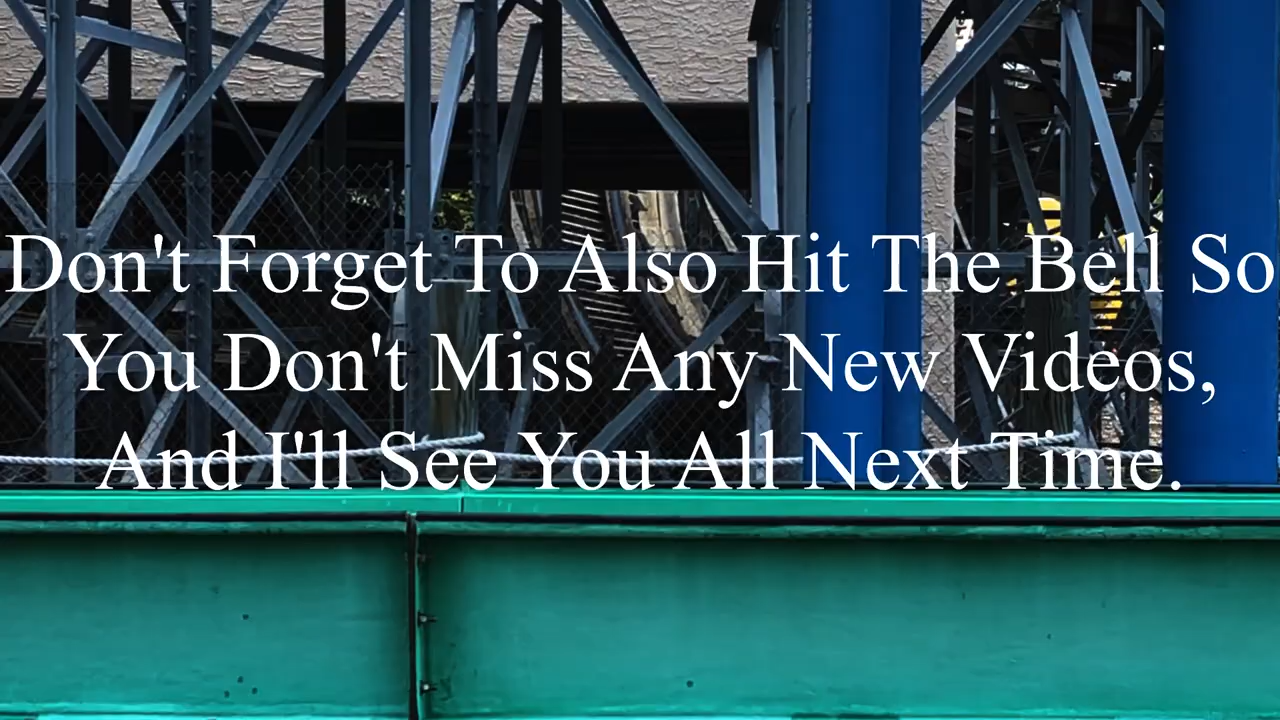 Don't Forget To Also Hit The Bell So
You Don't Miss Any New Videos,
And I'll See You All Next Time.